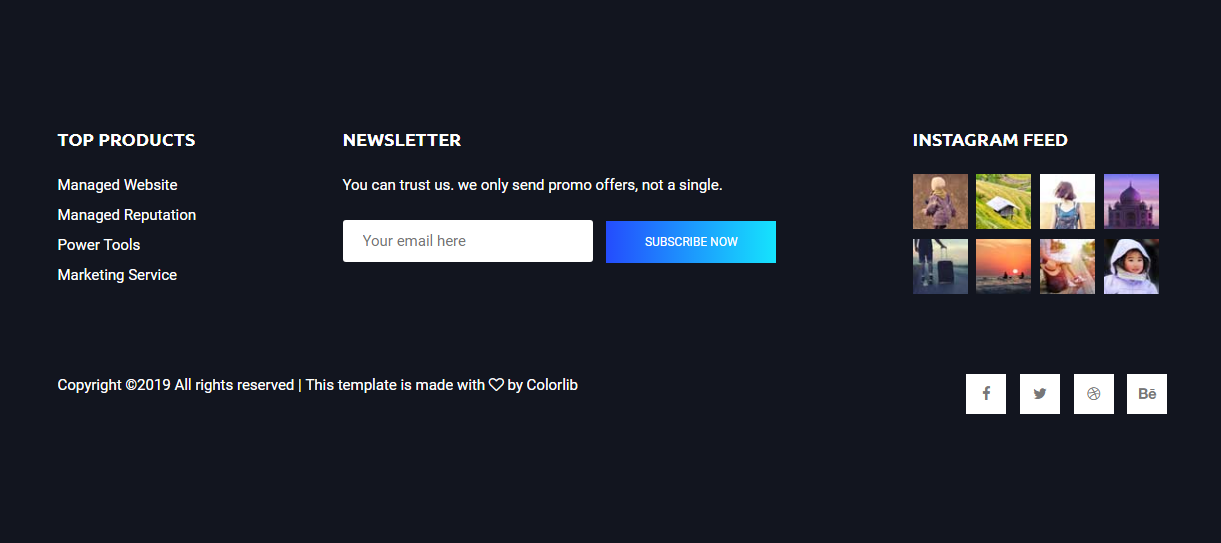 TOP PRODUCTS
Managed Website
Managed Reputation
Power Tools
Marketing Service
NEWSLETTER
You can trust us. we only send promo offers, not a single.
Your email here
SUBSCRIBE NOW
INSTAGRAM FEED
Copyright ©2019 All rights reserved | This template is made with ♡ by Colorlib
Bē